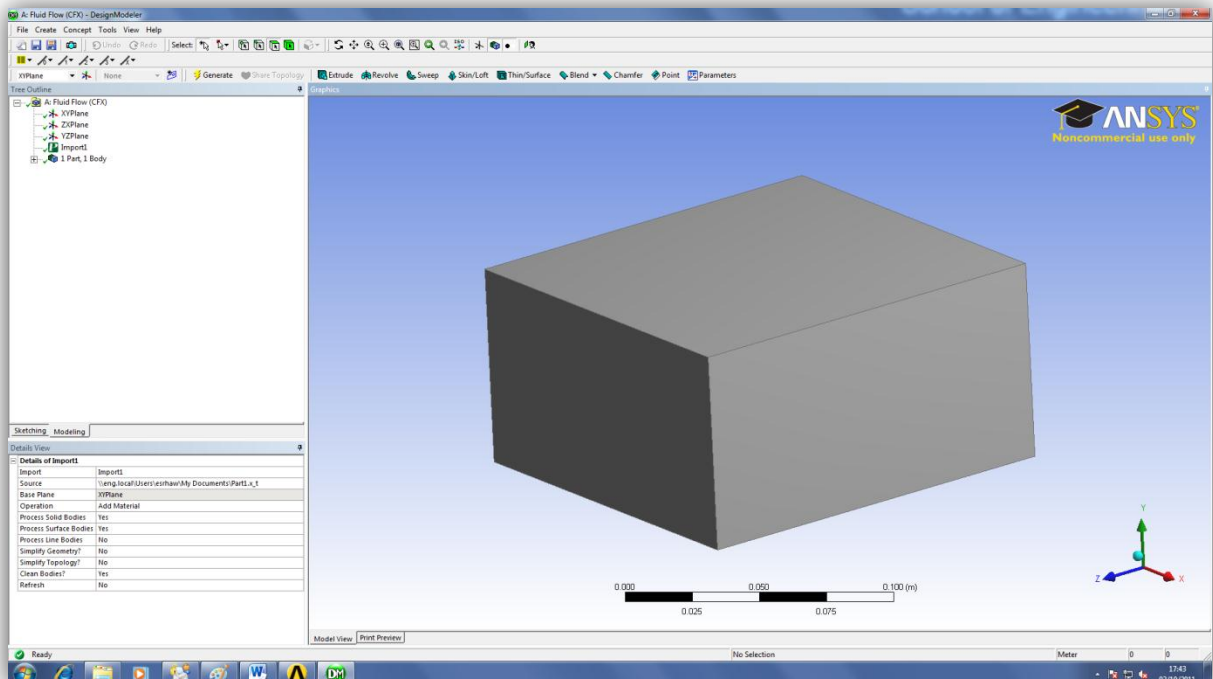 A: Fluid Flow (CFX) - DesignModeler
File Create Concept Tools View Help
Undo Redo Select:
XYPlane None Generate Share Topology Extrude Revolve Sweep Skin/Loft Thin/Surface Blend Chamfer Point Parameters
Tree Outline
A: Fluid Flow (CFX)
XYPlane
ZXPlane
YZPlane
Import1
1 Part, 1 Body
Sketching Modeling
Details View
Details of Import1
Import Import1
Source \\eng.local\Users\esrhaw\My Documents\Part1.x_t
Base Plane XYPlane
Operation Add Material
Process Solid Bodies Yes
Process Surface Bodies Yes
Process Line Bodies No
Simplify Geometry? No
Simplify Topology? No
Clean Bodies? Yes
Refresh No
Graphics
ANSYS
Noncommercial use only
Y
Z X
0.000 0.050 0.100 (m)
0.025 0.075
Model View Print Preview
Ready No Selection Meter 0 0
W DM
17:43